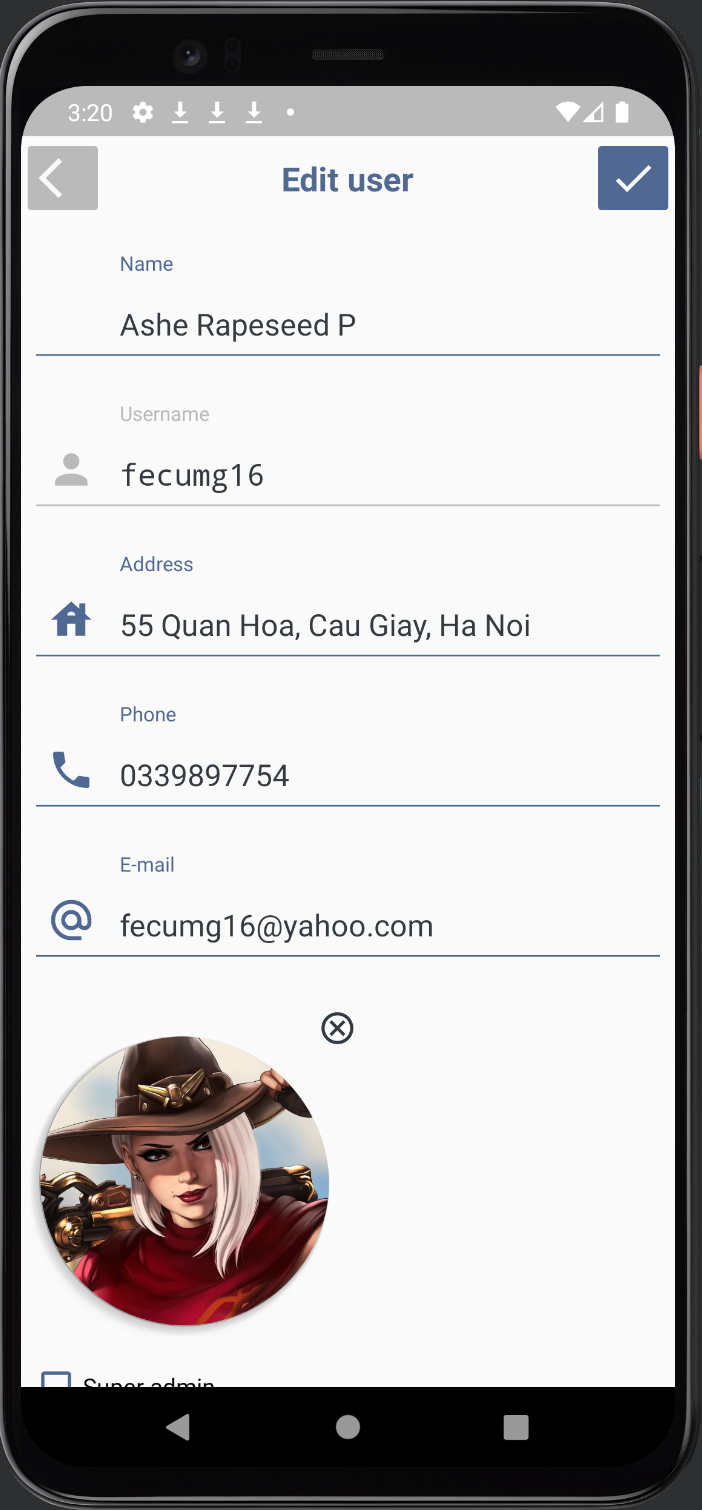 3:20
Edit user
Name
Ashe Rapeseed P
Username
fecumg16
Address
55 Quan Hoa, Cau Giay, Ha Noi
Phone
0339897754
E-mail
fecumg16@yahoo.com
Super admin